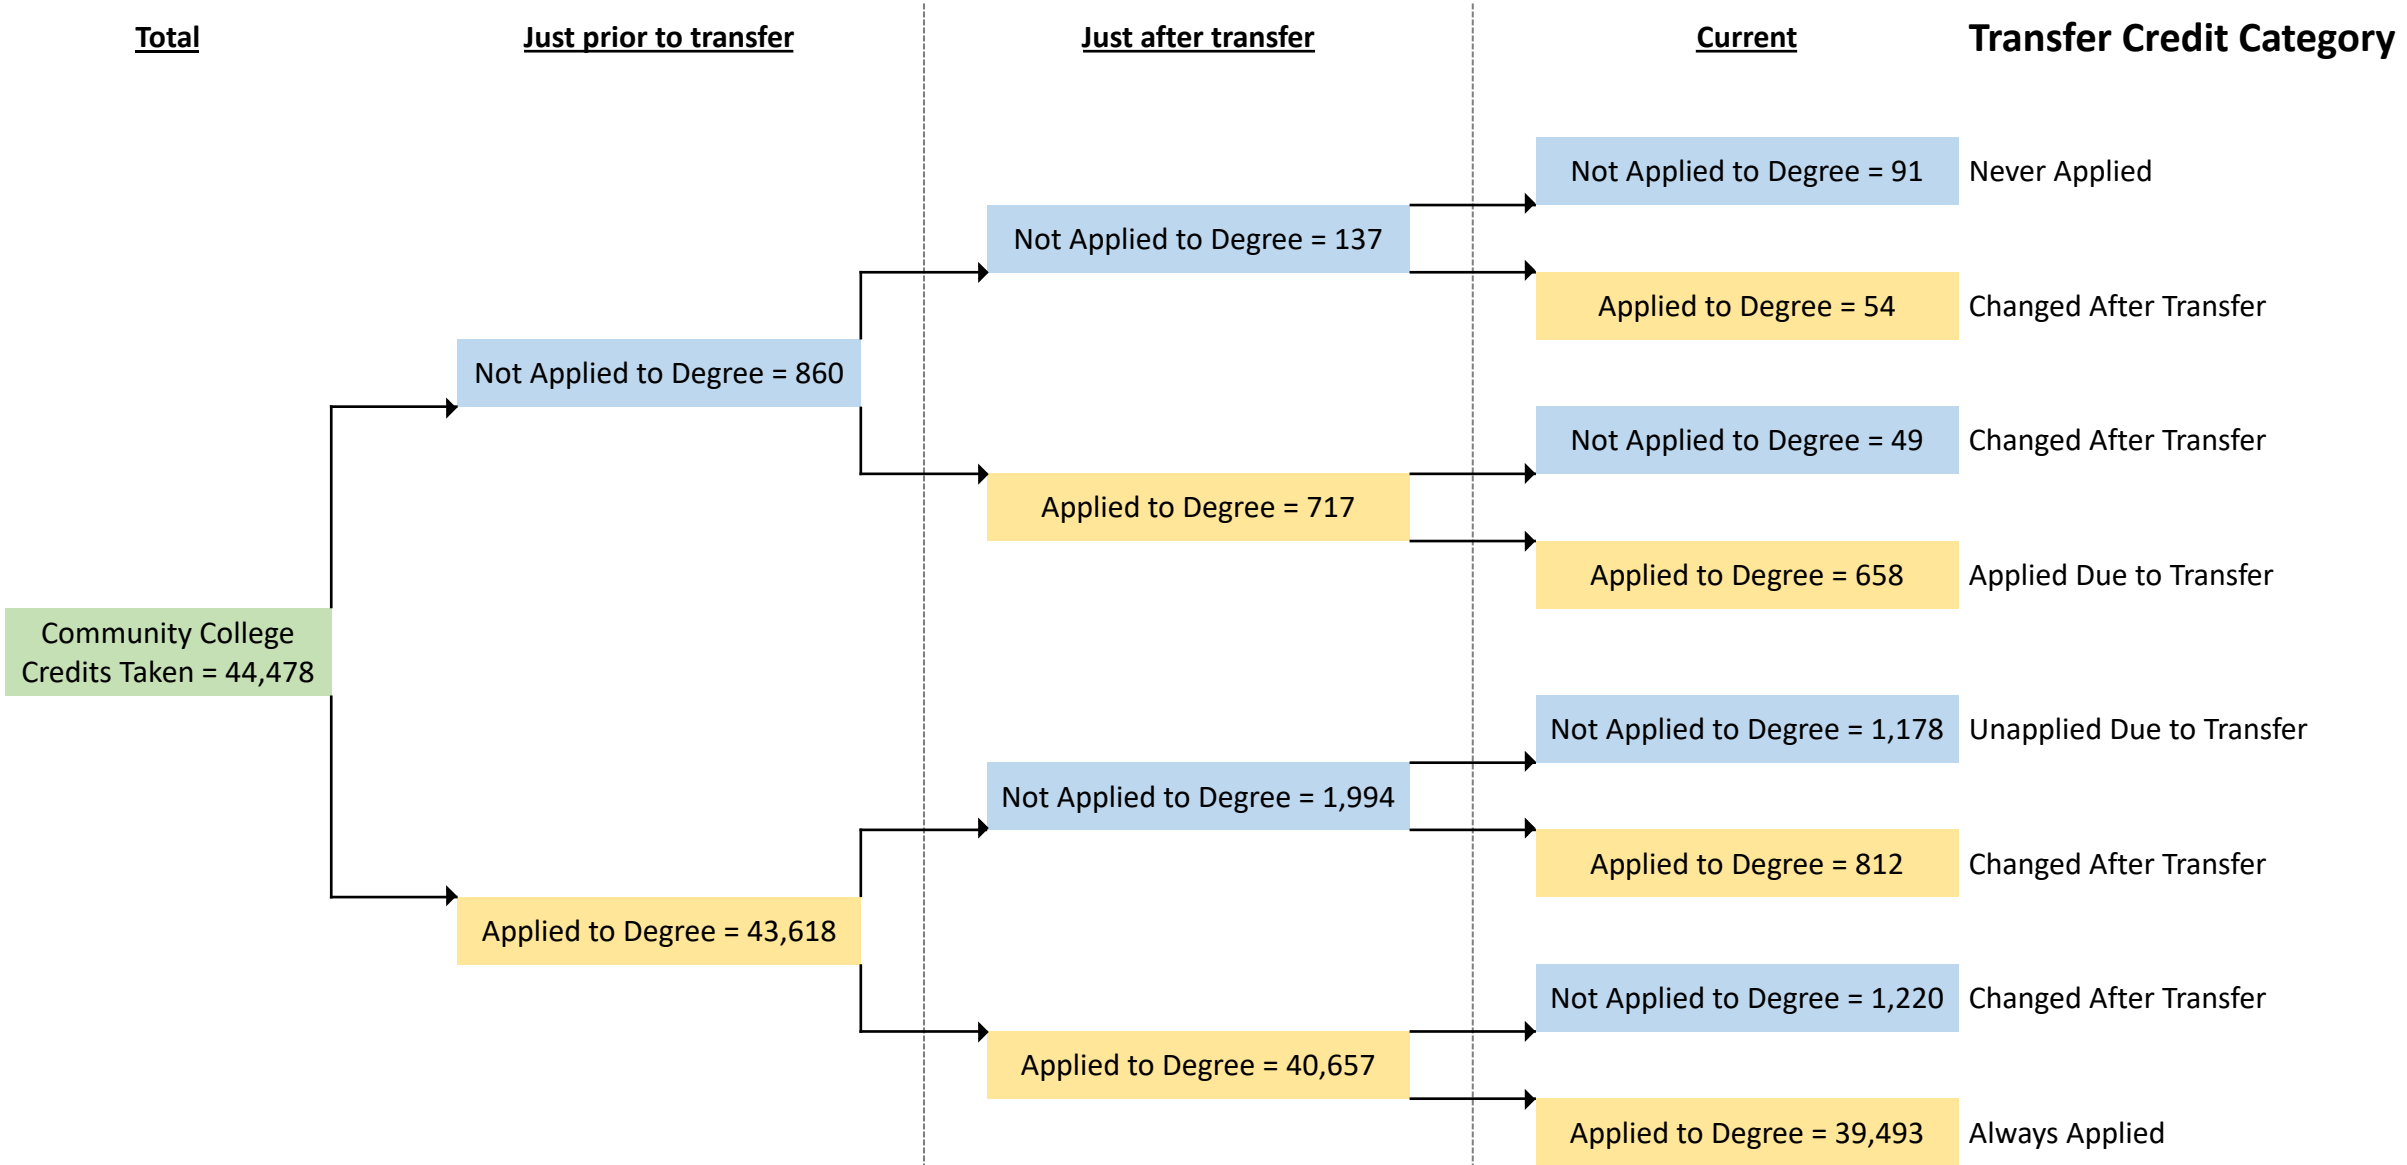 Total
Just prior to transfer
Just after transfer
Current
Transfer Credit Category
Not Applied to Degree = 91
Never Applied
Not Applied to Degree = 137
Applied to Degree = 54
Changed After Transfer
Not Applied to Degree = 860
Not Applied to Degree = 49
Changed After Transfer
Applied to Degree = 717
Applied to Degree = 658
Applied Due to Transfer
Community College
Credits Taken = 44,478
Not Applied to Degree = 1,178
Unapplied Due to Transfer
Not Applied to Degree = 1,994
Applied to Degree = 812
Changed After Transfer
Applied to Degree = 43,618
Not Applied to Degree = 1,220
Changed After Transfer
Applied to Degree = 40,657
Applied to Degree = 39,493
Always Applied